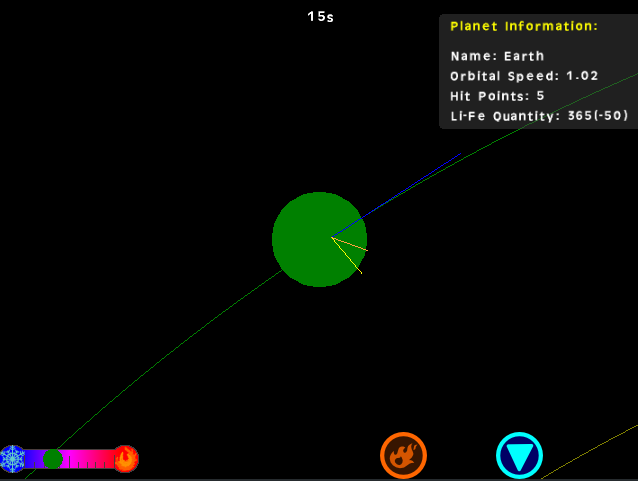 15s
Planet Information:
Name: Earth
Orbital Speed: 1.02
Hit Points: 5
Li-Fe Quantity: 365(-50)